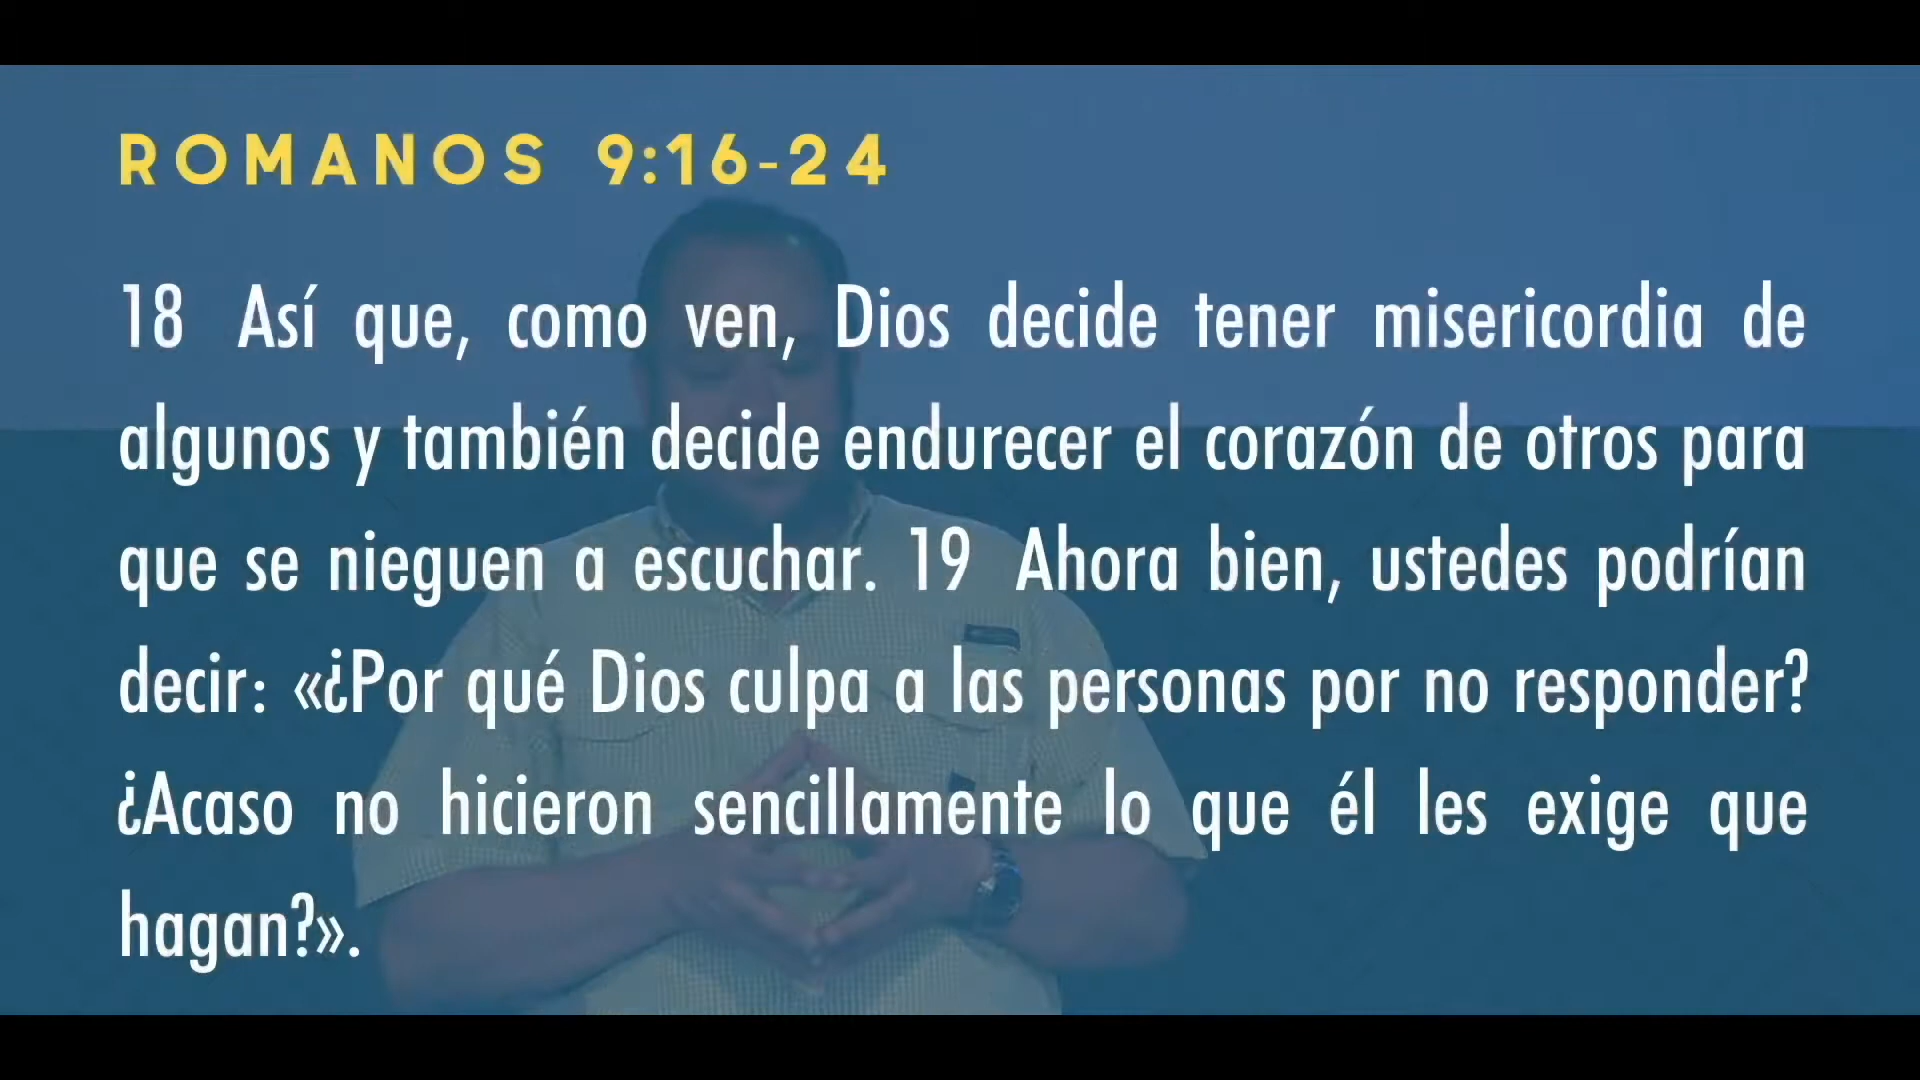 ROMANOS 9:16-24
18 Así que, como ven, Dios decide tener misericordia de
algunos y también decide endurecer el corazón de otros para
que se nieguen a escuchar. 19 Ahora bien, ustedes podrían
decir: «¿Por qué Dios culpa a las personas por no responder?
¿Acaso no hicieron sencillamente lo que él les exige que
hagan?».